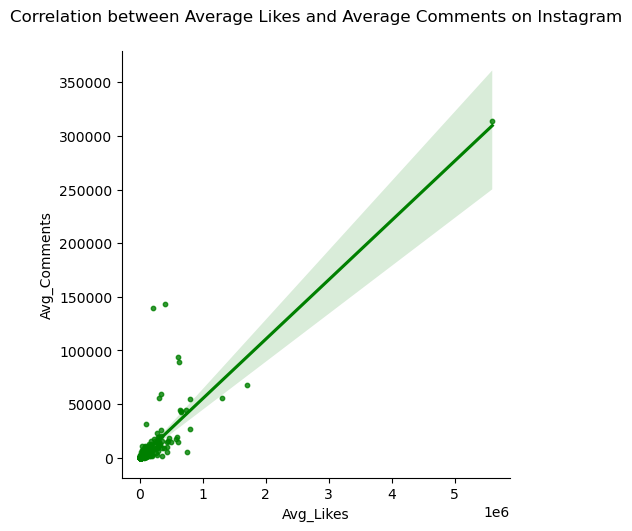 Correlation between Average Likes and Average Comments on Instagram
350000
300000
250000
200000
150000
100000
50000
0
Avg_Comments
0 1 2 3 4 5
1e6
Avg_Likes